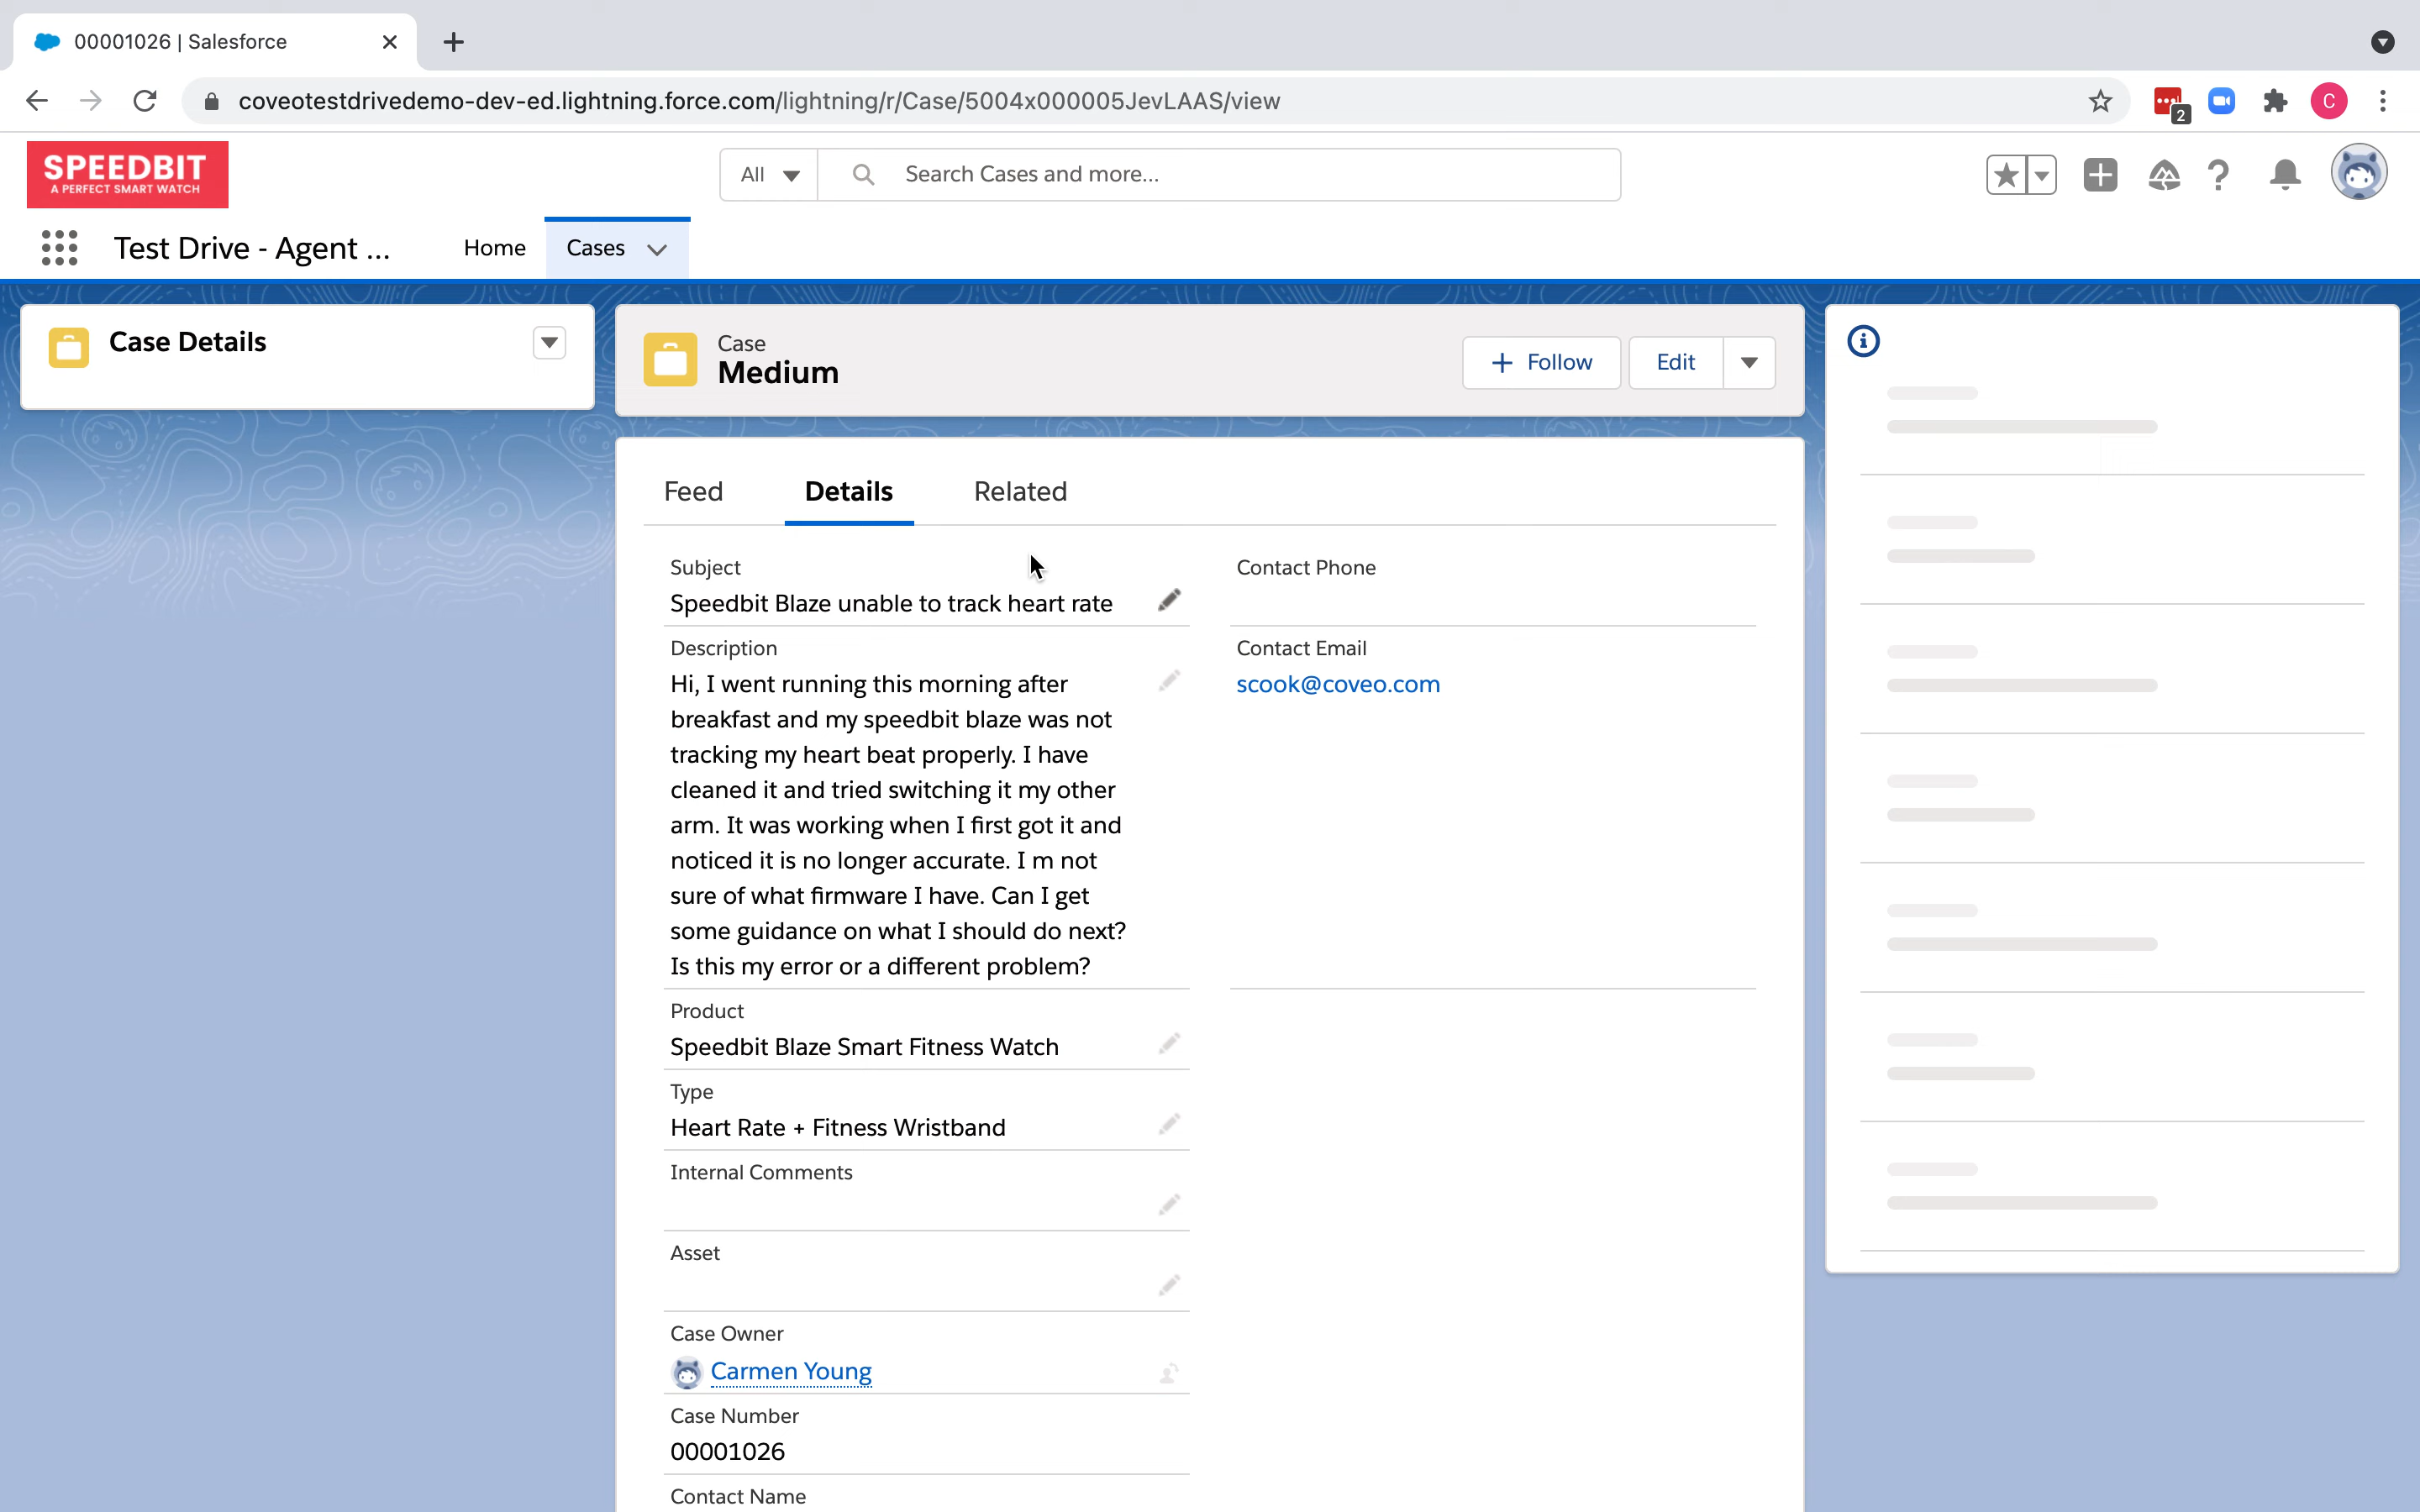 00001026 | Salesforce
coveotestdrivedemo-dev-ed.lightning.force.com/lightning/r/Case/5004x000005JevLAAS/view
2
C
SPEEDBIT
A PERFECT SMART WATCH
All
Search Cases and more...
Test Drive - Agent ...
Home
Cases
Case Details
Case
Medium
Follow
Edit
Feed
Details
Related
Subject
Speedbit Blaze unable to track heart rate
Contact Phone
Description
Hi, I went running this morning after
breakfast and my speedbit blaze was not
tracking my heart beat properly. I have
cleaned it and tried switching it my other
arm. It was working when I first got it and
noticed it is no longer accurate. I m not
sure of what firmware I have. Can I get
some guidance on what I should do next?
Is this my error or a different problem?
Contact Email
scook@coveo.com
Product
Speedbit Blaze Smart Fitness Watch
Type
Heart Rate + Fitness Wristband
Internal Comments
Asset
Case Owner
Carmen Young
Case Number
00001026
Contact Name